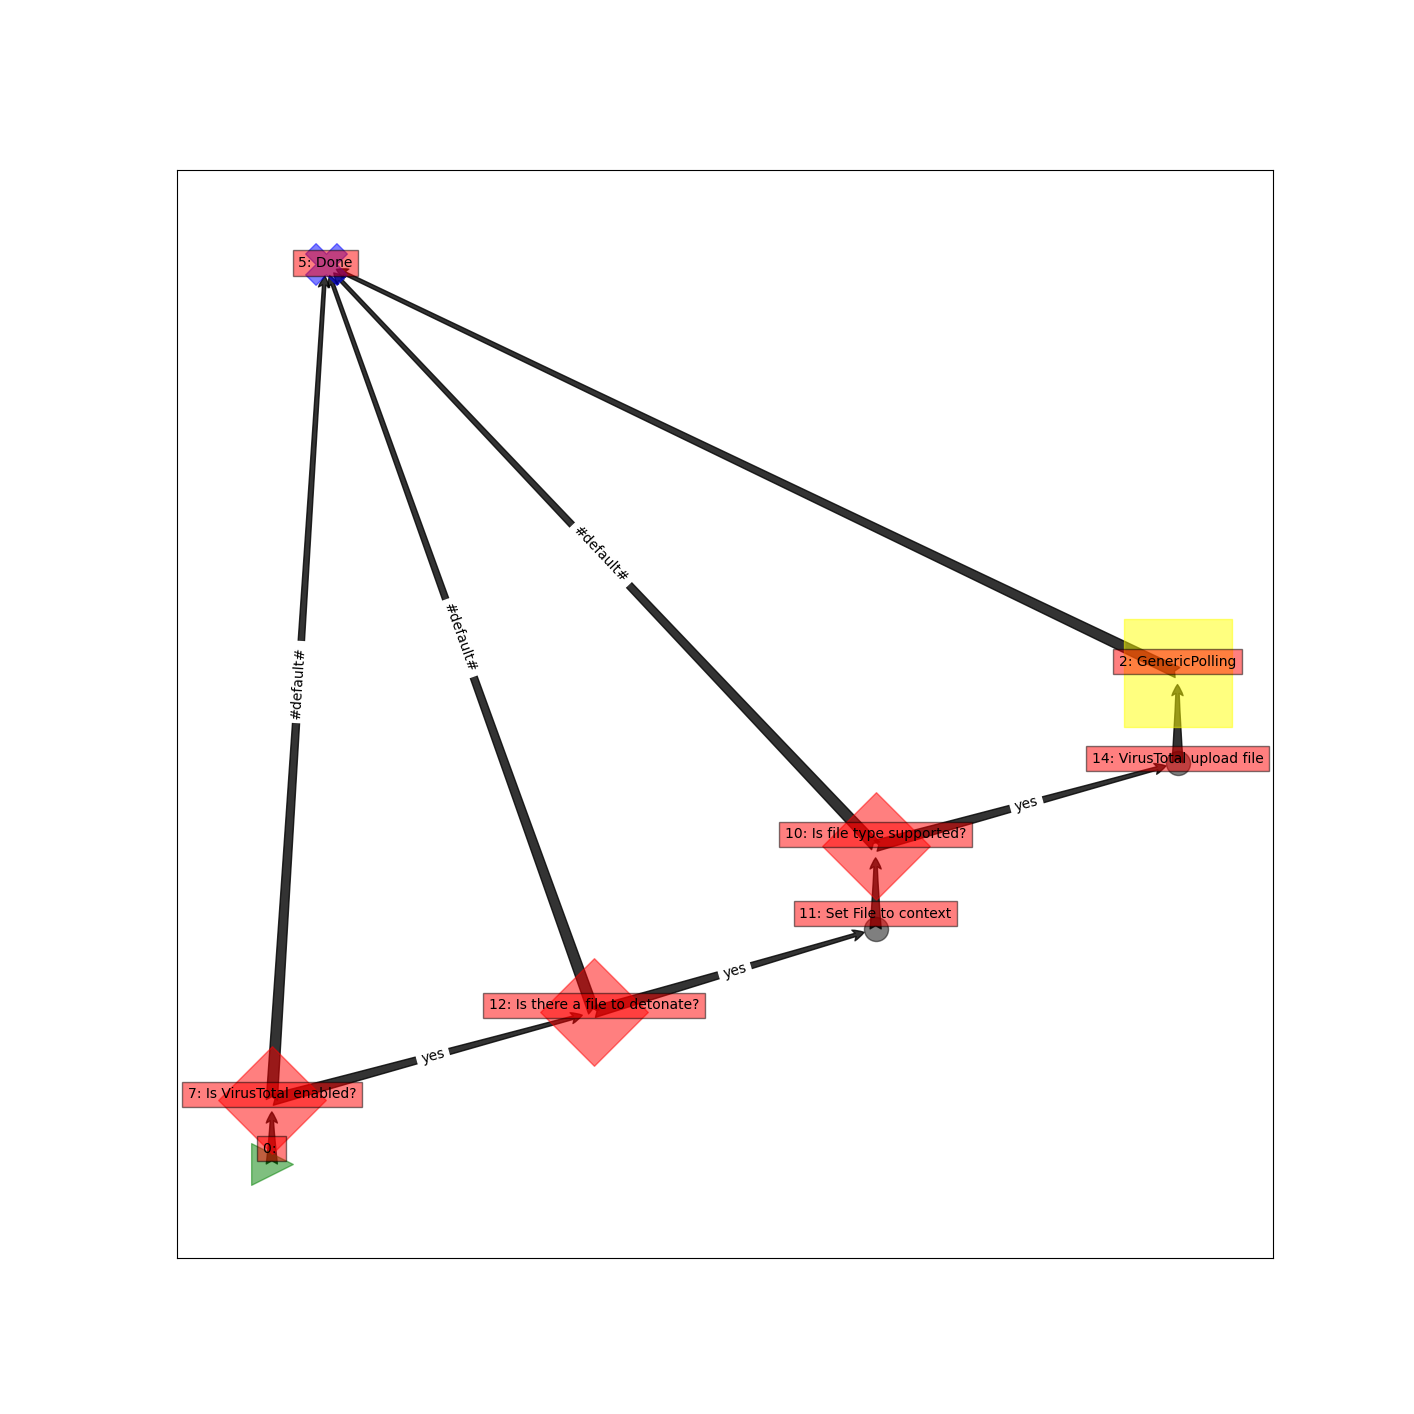 5: Done
#default#
#default#
#default#
2: GenericPolling
14: VirusTotal upload file
yes
10: Is file type supported?
11: Set File to context
yes
12: Is there a file to detonate?
yes
7: Is VirusTotal enabled?
0: